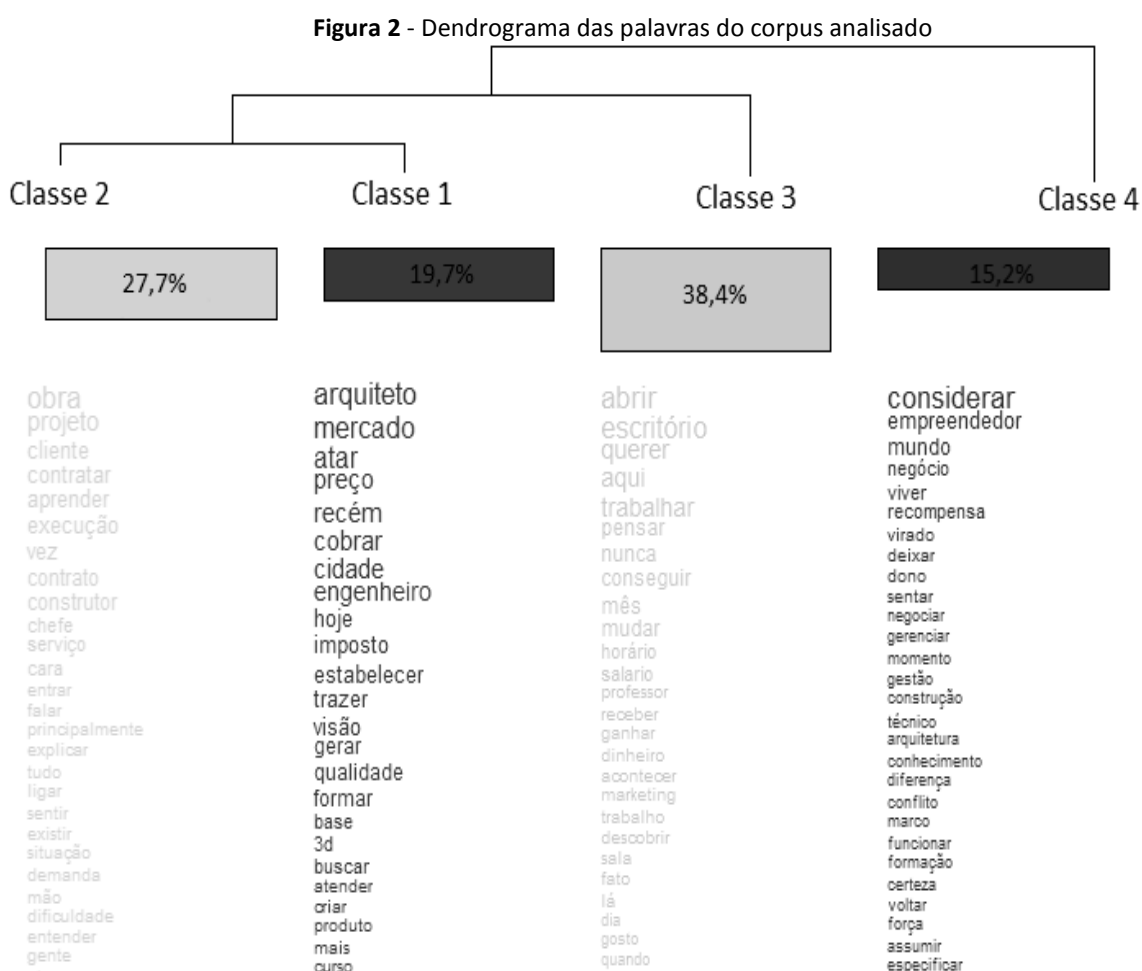 Figura 2 - Dendrograma das palavras do corpus analisado
Classe 2
Classe 1
Classe 3
Classe 4
27,7%
19,7%
38,4%
15,2%
obra
projeto
cliente
contratar
aprender
execução
vez
contrato
construtor
chefe
serviço
cara
entrar
falar
principalmente
explicar
tudo
ligar
sentir
existir
situação
demanda
mão
dificuldade
entender
gente
arquiteto
mercado
atar
preço
recém
cobrar
cidade
engenheiro
hoje
imposto
estabelecer
trazer
visão
gerar
qualidade
formar
base
3d
buscar
atender
criar
produto
mais
curso
abrir
escritório
querer
aqui
trabalhar
pensar
nunca
conseguir
mês
mudar
horário
salario
professor
receber
ganhar
dinheiro
acontecer
marketing
trabalho
descobrir
sala
fato
lá
dia
gosto
quando
considerar
empreendedor
mundo
negócio
viver
recompensa
virado
deixar
dono
sentar
negociar
gerenciar
momento
gestão
construção
técnico
arquitetura
conhecimento
diferença
conflito
marco
funcionar
formação
certeza
voltar
força
assumir
especificar